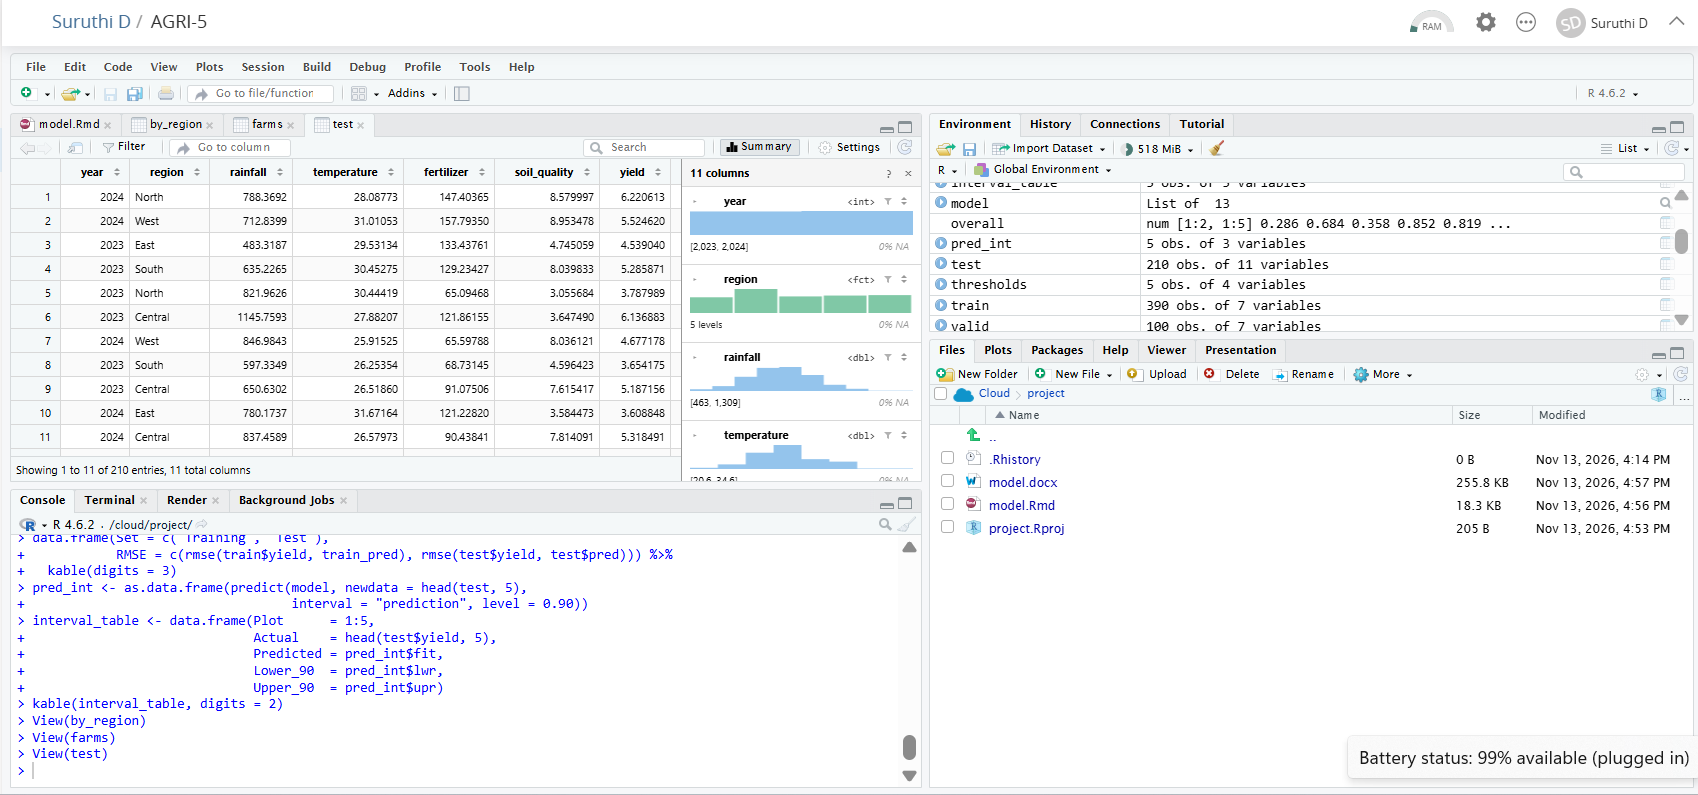 Suruthi D / AGRI-5
RAM
SD Suruthi D
File Edit Code View Plots Session Build Debug Profile Tools Help
Go to file/function Addins R 4.6.2
model.Rmd by_region farms test
Filter Go to column Search Summary Settings
year region rainfall temperature fertilizer soil_quality yield
1 2024 North 788.3692 28.08773 147.40365 8.579997 6.220613
2 2024 West 712.8399 31.01053 157.79350 8.953478 5.524620
3 2023 East 483.3187 29.53134 133.43761 4.745059 4.539040
4 2023 South 635.2265 30.45275 129.23427 8.039833 5.285871
5 2023 North 821.9626 30.44419 65.09468 3.055684 3.787989
6 2023 Central 1145.7593 27.88207 121.86155 3.647490 6.136883
7 2024 West 846.9843 25.91525 65.59788 8.036121 4.677178
8 2023 South 597.3349 26.25354 68.73145 4.596423 3.654175
9 2023 Central 650.6302 26.51860 91.07506 7.615417 5.187156
10 2024 East 780.1737 31.67164 121.22820 3.584473 3.608848
11 2024 Central 837.4589 26.57973 90.43841 7.814091 5.318491
Showing 1 to 11 of 210 entries, 11 total columns
11 columns ? ×
year <int>
[2,023, 2,024] 0% NA
region <fct>
5 levels 0% NA
rainfall <dbl>
[463, 1,309] 0% NA
temperature <dbl>
[20.6, 34.6] 0% NA
Console Terminal Render Background Jobs
R R 4.6.2 · /cloud/project/
> data.frame(Set = c("Training", "Test"),
+ RMSE = c(rmse(train$yield, train_pred), rmse(test$yield, test$pred))) %>%
+ kable(digits = 3)
> pred_int <- as.data.frame(predict(model, newdata = head(test, 5),
+ interval = "prediction", level = 0.90))
> interval_table <- data.frame(Plot = 1:5,
+ Actual = head(test$yield, 5),
+ Predicted = pred_int$fit,
+ Lower_90 = pred_int$lwr,
+ Upper_90 = pred_int$upr)
> kable(interval_table, digits = 2)
> View(by_region)
> View(farms)
> View(test)
>
Environment History Connections Tutorial
Import Dataset 518 MiB List
R Global Environment
interval_table 5 obs. of 5 variables
model List of 13
overall num [1:2, 1:5] 0.286 0.684 0.358 0.852 0.819 ...
pred_int 5 obs. of 3 variables
test 210 obs. of 11 variables
thresholds 5 obs. of 4 variables
train 390 obs. of 7 variables
valid 100 obs. of 7 variables
Files Plots Packages Help Viewer Presentation
New Folder New File Upload Delete Rename More
Cloud project R ...
Name Size Modified
..
.Rhistory 0 B Nov 13, 2026, 4:14 PM
model.docx 255.8 KB Nov 13, 2026, 4:57 PM
model.Rmd 18.3 KB Nov 13, 2026, 4:56 PM
project.Rproj 205 B Nov 13, 2026, 4:53 PM
Battery status: 99% available (plugged in)